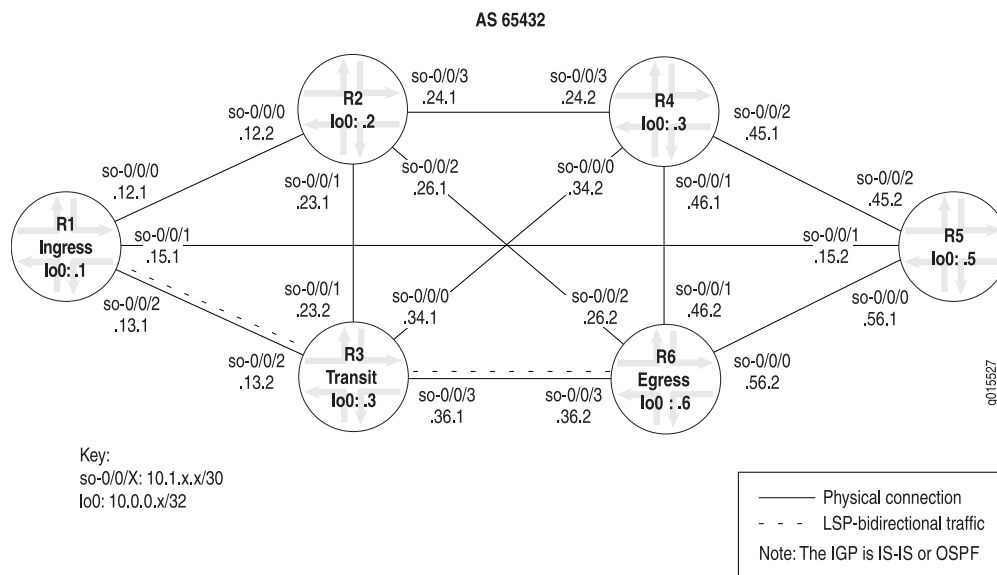 AS 65432
R2
lo0: .2
so-0/0/3
.24.1
so-0/0/3
.24.2
R4
lo0: .3
so-0/0/0
.12.2
so-0/0/2
.45.1
so-0/0/0
.12.1
so-0/0/1
.23.1
so-0/0/2
.26.1
so-0/0/0
.34.2
so-0/0/1
.46.1
so-0/0/2
.45.2
R1
Ingress
lo0: .1
so-0/0/1
.15.1
so-0/0/1
.15.2
R5
lo0: .5
so-0/0/2
.13.1
so-0/0/1
.23.2
so-0/0/0
.34.1
so-0/0/2
.26.2
so-0/0/1
.46.2
so-0/0/0
.56.1
so-0/0/2
.13.2
R3
Transit
lo0: .3
so-0/0/3
.36.1
so-0/0/3
.36.2
R6
Egress
lo0 : .6
so-0/0/0
.56.2
g015527
Key:
so-0/0/X: 10.1.x.x/30
lo0: 10.0.0.x/32
Physical connection
LSP-bidirectional traffic
Note: The IGP is IS-IS or OSPF